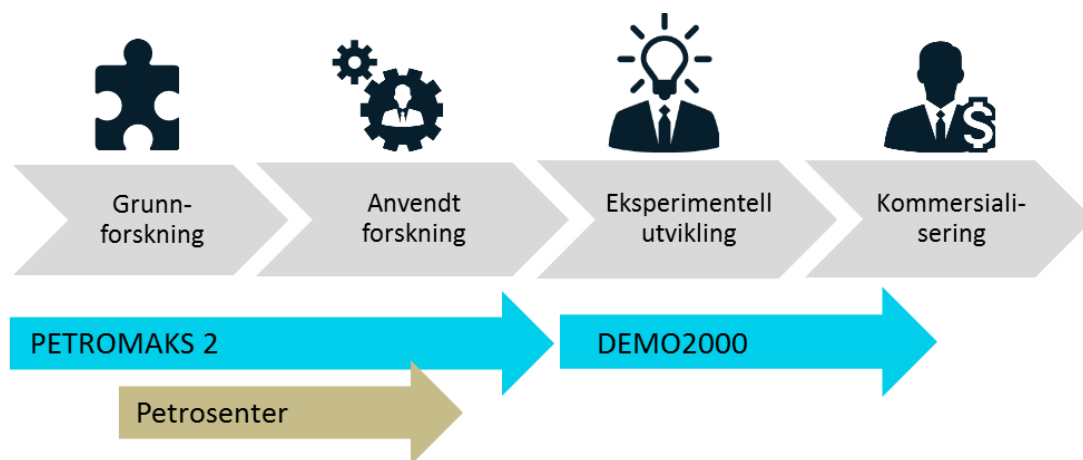 Grunn-
forskning
Anvendt
forskning
Eksperimentell
utvikling
Kommersiali-
sering
PETROMAKS 2
DEMO2000
Petrosenter
$